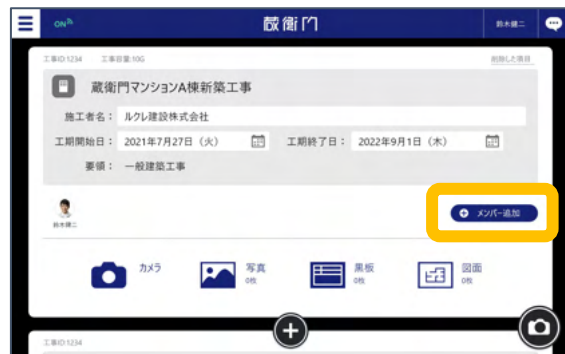 ON
蔵衛門
鈴木健二
工事ID:1234 工事容量:10G 削除した項目
蔵衛門マンションA棟新築工事
施工者名： ルクレ建設株式会社
工期開始日： 2021年7月27日（火） 工期終了日： 2022年9月1日（木）
要領： 一般建築工事
鈴木健二
メンバー追加
カメラ
写真
0枚
黒板
0枚
図面
0枚
工事ID:1234